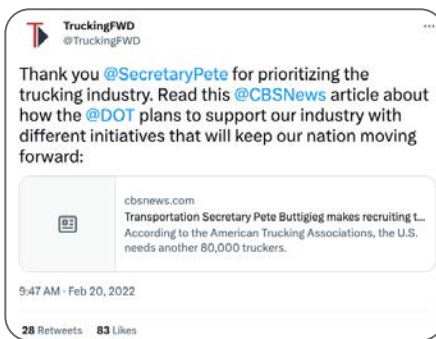 TruckingFWD
@TruckingFWD
Thank you @SecretaryPete for prioritizing the
trucking industry. Read this @CBSNews article about
how the @DOT plans to support our industry with
different initiatives that will keep our nation moving
forward:
cbsnews.com
Transportation Secretary Pete Buttigieg makes recruiting t...
According to the American Trucking Associations, the U.S.
needs another 80,000 truckers.
9:47 AM · Feb 20, 2022
28 Retweets 83 Likes